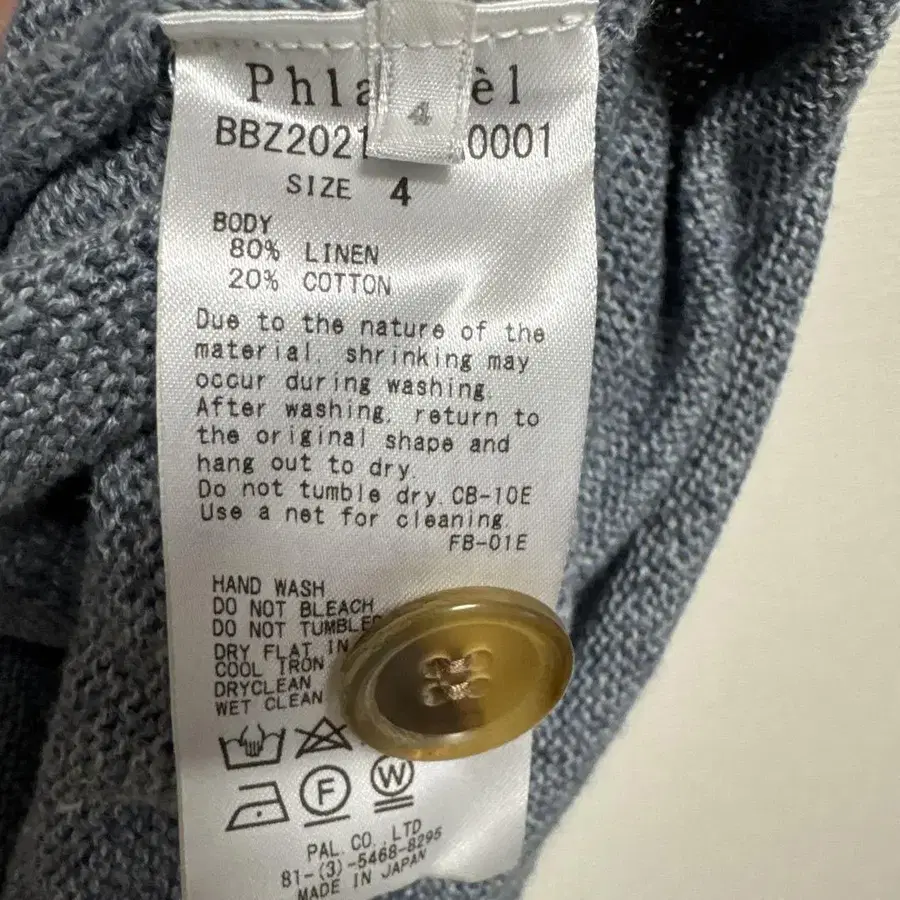 Phla èl
4
BBZ2021 0001
SIZE 4
BODY
80% LINEN
20% COTTON
Due to the nature of the
material, shrinking may
occur during washing.
After washing, return to
the original shape and
hang out to dry.
Do not tumble dry. CB-10E
Use a net for cleaning.
FB-01E
HAND WASH
DO NOT BLEACH
DO NOT TUMBLE
DRY FLAT IN
COOL IRON
DRYCLEAN
WET CLEAN
F
W
PAL.CO.,LTD
81-(3)-5468-8295
MADE IN JAPAN